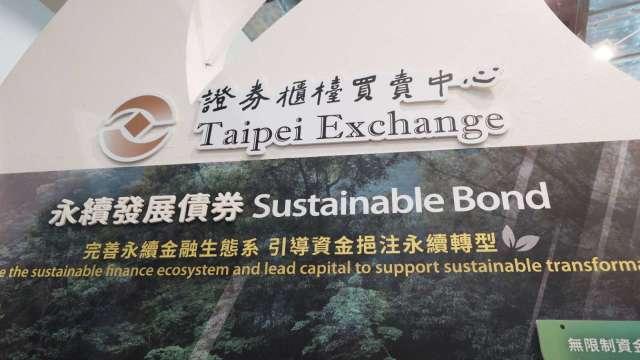 證券櫃檯買賣中心
Taipei Exchange
永續發展債券 Sustainable Bond
完善永續金融生態系 引導資金挹注永續轉型
the sustainable finance ecosystem and lead capital to support sustainable
無限制資